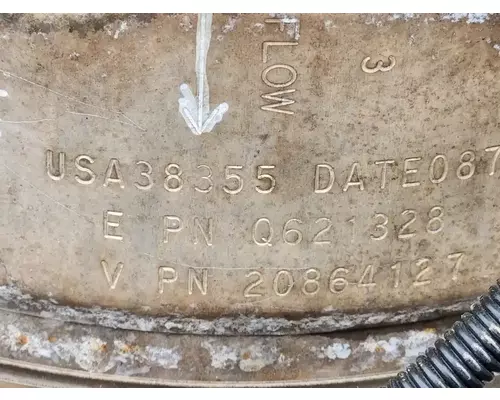 FLOW
3
USA38355 DATE087
E PN Q621328
V PN 20864127